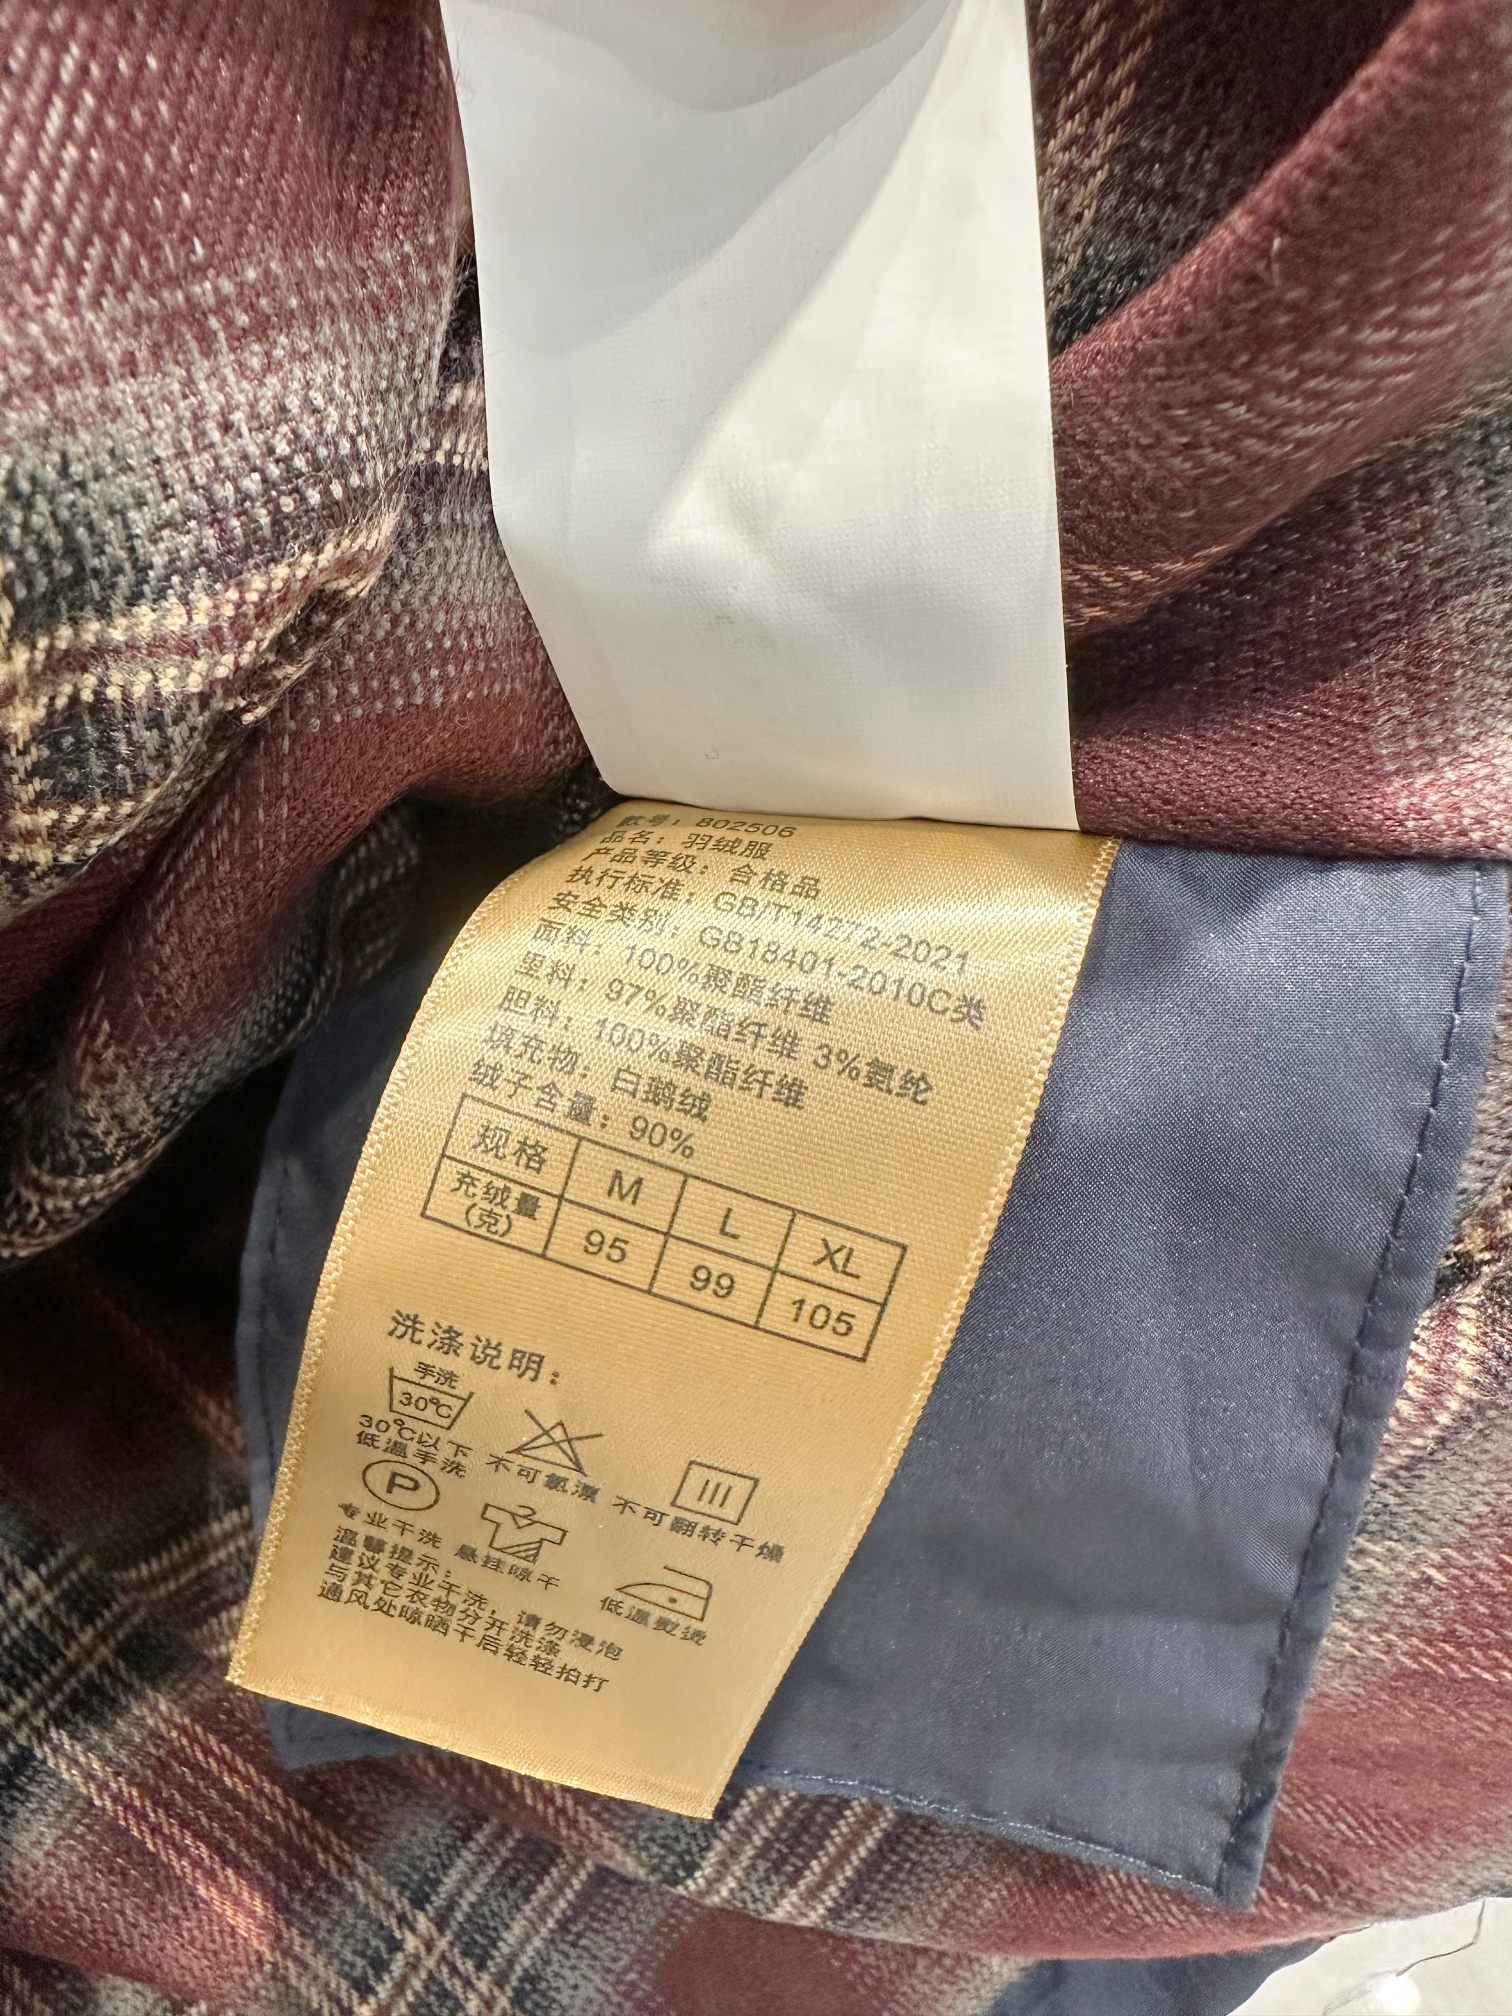 款号：B02506
品名：羽绒服
产品等级：合格品
执行标准：GB/T14272-2021
安全类别：GB18401-2010C类
面料：100%聚酯纤维
里料：97%聚酯纤维 3%氨纶
胆料：100%聚酯纤维
填充物：白鹅绒
绒子含量：90%
规格 M L XL
充绒量(克) 95 99 105
洗涤说明：
手洗
30℃
30℃以下
低温手洗
不可氯漂
不可翻转干燥
P
专业干洗
悬挂晾干
低温熨烫
温馨提示：
建议专业干洗，请勿浸泡
与其它衣物分开洗涤
通风处晾晒干后轻轻拍打